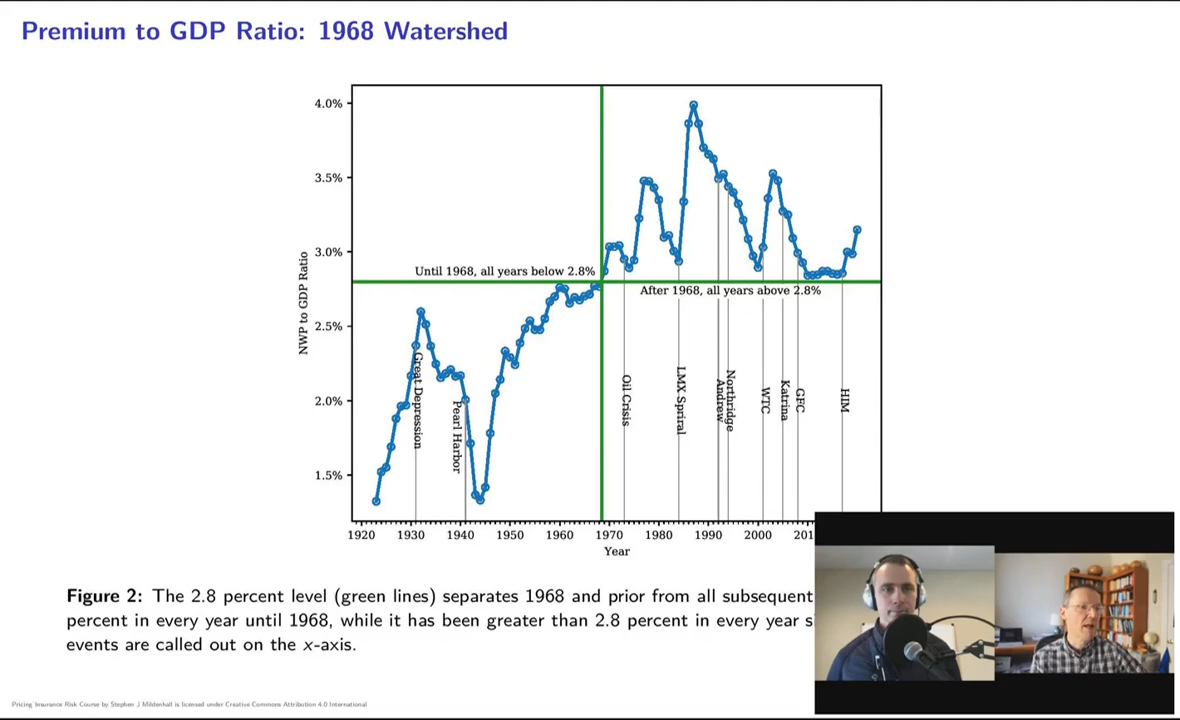 Premium to GDP Ratio: 1968 Watershed
4.0%
3.5%
3.0%
2.5%
2.0%
1.5%
NWP to GDP Ratio
Until 1968, all years below 2.8%
After 1968, all years above 2.8%
Great Depression
Pearl Harbor
Oil Crisis
LMX Spriral
Andrew
Northridge
WTC
Katrina
GFC
HIM
1920 1930 1940 1950 1960 1970 1980 1990 2000 201
Year
Figure 2: The 2.8 percent level (green lines) separates 1968 and prior from all subsequent
percent in every year until 1968, while it has been greater than 2.8 percent in every year s
events are called out on the x-axis.
Pricing Insurance Risk Course by Stephen J Mildenhall is licensed under Creative Commons Attribution 4.0 International